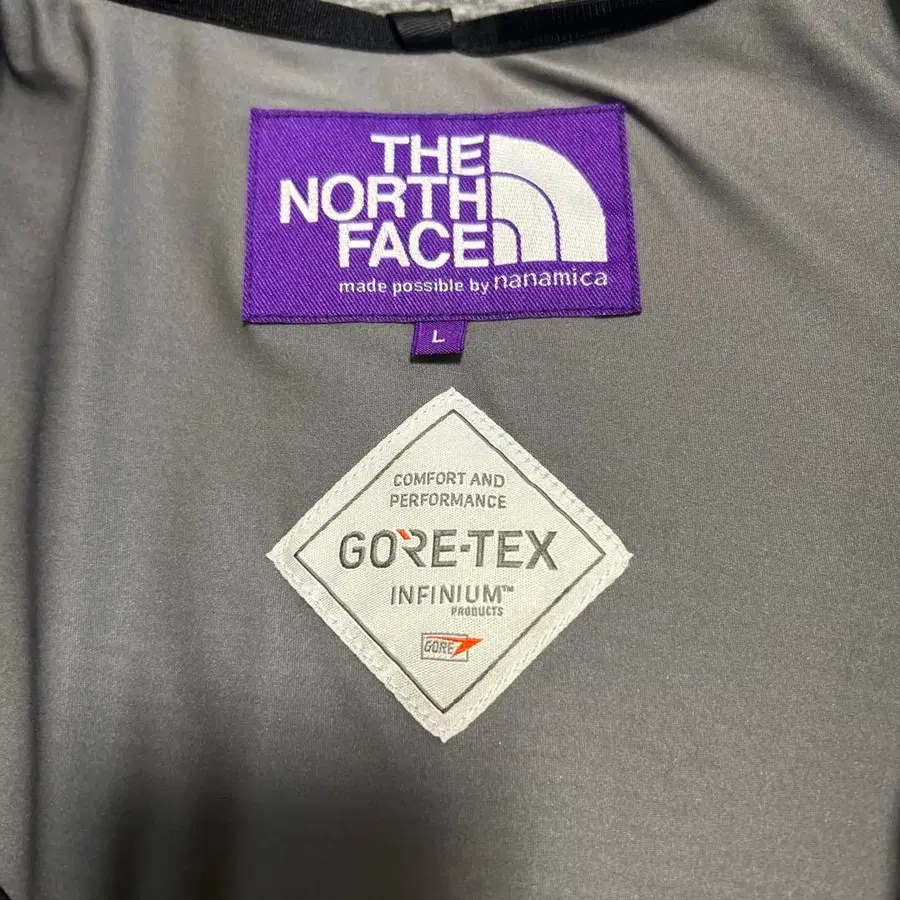 THE
NORTH
FACE
made possible by nanamica
L
COMFORT AND
PERFORMANCE
GORE-TEX
INFINIUM™
PRODUCTS
GORE